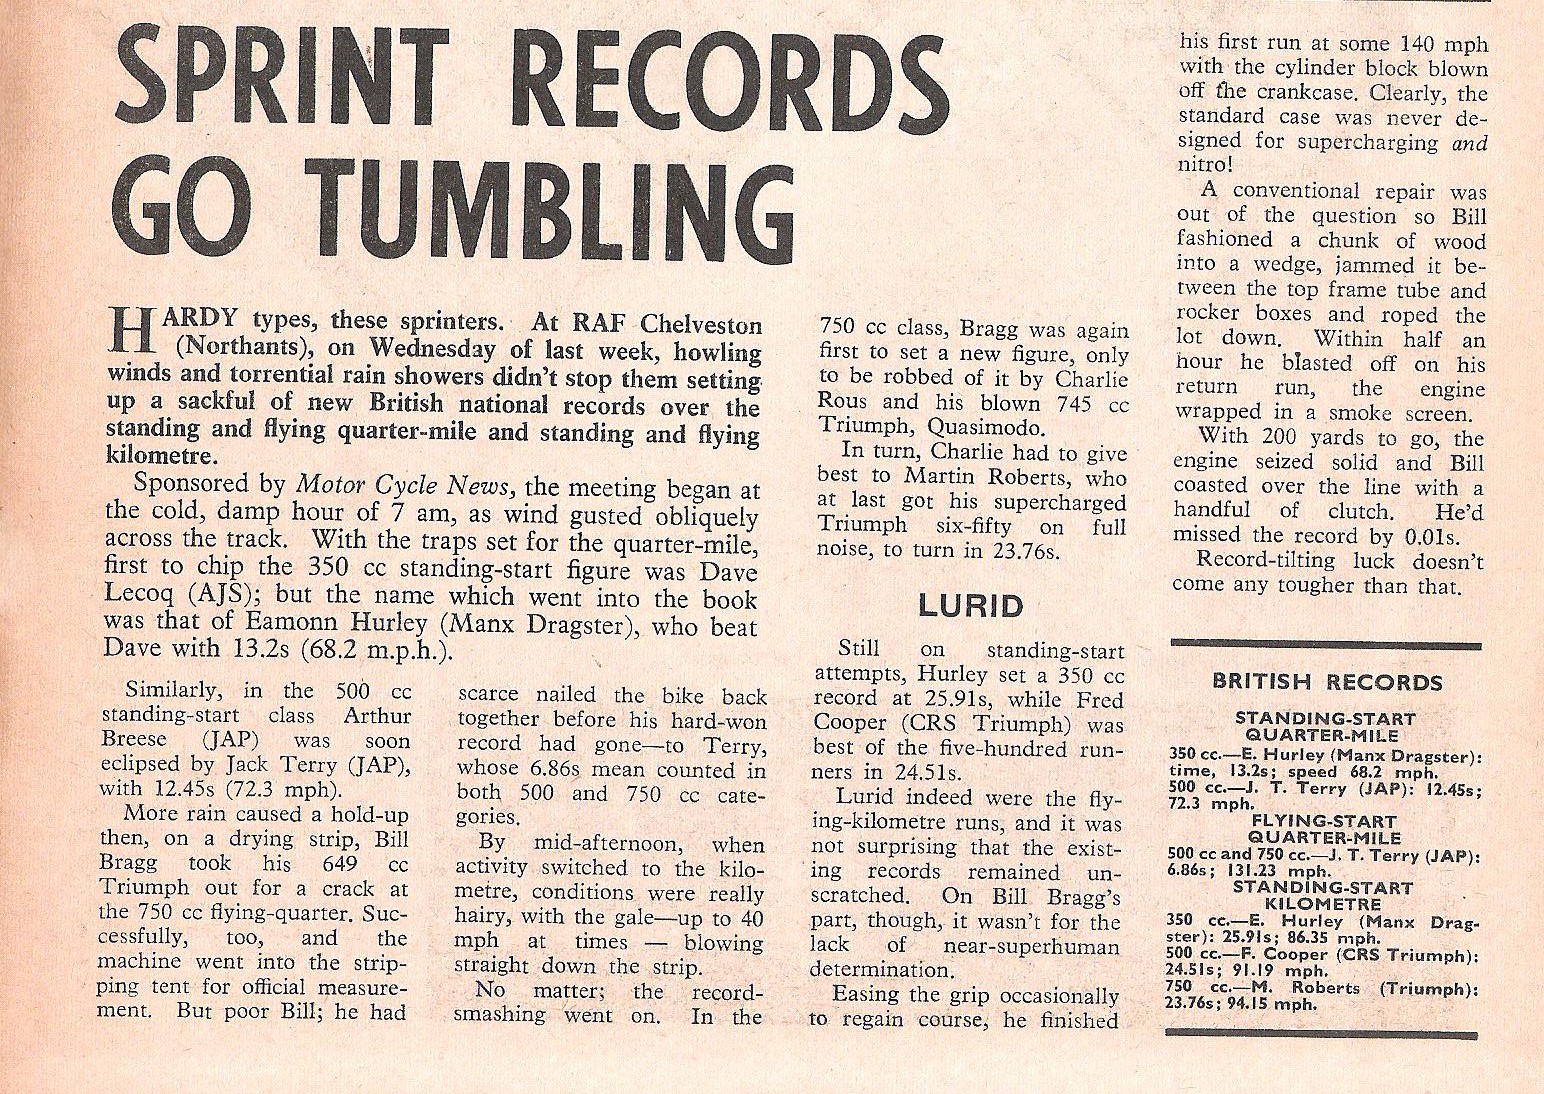 SPRINT RECORDS
GO TUMBLING
HARDY types, these sprinters. At RAF Chelveston
(Northants), on Wednesday of last week, howling
winds and torrential rain showers didn't stop them setting
up a sackful of new British national records over the
standing and flying quarter-mile and standing and flying
kilometre.
Sponsored by Motor Cycle News, the meeting began at
the cold, damp hour of 7 am, as wind gusted obliquely
across the track. With the traps set for the quarter-mile,
first to chip the 350 cc standing-start figure was Dave
Lecoq (AJS); but the name which went into the book
was that of Eamonn Hurley (Manx Dragster), who beat
Dave with 13.2s (68.2 m.p.h.).
Similarly, in the 500 cc
standing-start class Arthur
Breese (JAP) was soon
eclipsed by Jack Terry (JAP),
with 12.45s (72.3 mph).
More rain caused a hold-up
then, on a drying strip, Bill
Bragg took his 649 cc
Triumph out for a crack at
the 750 cc flying-quarter. Suc-
cessfully, too, and the
machine went into the strip-
ping tent for official measure-
ment. But poor Bill; he had
scarce nailed the bike back
together before his hard-won
record had gone—to Terry,
whose 6.86s mean counted in
both 500 and 750 cc cate-
gories.
By mid-afternoon, when
activity switched to the kilo-
metre, conditions were really
hairy, with the gale—up to 40
mph at times — blowing
straight down the strip.
No matter; the record-
smashing went on. In the
750 cc class, Bragg was again
first to set a new figure, only
to be robbed of it by Charlie
Rous and his blown 745 cc
Triumph, Quasimodo.
In turn, Charlie had to give
best to Martin Roberts, who
at last got his supercharged
Triumph six-fifty on full
noise, to turn in 23.76s.
LURID
Still on standing-start
attempts, Hurley set a 350 cc
record at 25.91s, while Fred
Cooper (CRS Triumph) was
best of the five-hundred run-
ners in 24.51s.
Lurid indeed were the fly-
ing-kilometre runs, and it was
not surprising that the exist-
ing records remained un-
scratched. On Bill Bragg's
part, though, it wasn't for the
lack of near-superhuman
determination.
Easing the grip occasionally
to regain course, he finished
his first run at some 140 mph
with the cylinder block blown
off the crankcase. Clearly, the
standard case was never de-
signed for supercharging and
nitro!
A conventional repair was
out of the question so Bill
fashioned a chunk of wood
into a wedge, jammed it be-
tween the top frame tube and
rocker boxes and roped the
lot down. Within half an
hour he blasted off on his
return run, the engine
wrapped in a smoke screen.
With 200 yards to go, the
engine seized solid and Bill
coasted over the line with a
handful of clutch. He'd
missed the record by 0.01s.
Record-tilting luck doesn't
come any tougher than that.
BRITISH RECORDS
STANDING-START
QUARTER-MILE
350 cc.—E. Hurley (Manx Dragster):
time, 13.2s; speed 68.2 mph.
500 cc.—J. T. Terry (JAP): 12.45s;
72.3 mph.
FLYING-START
QUARTER-MILE
500 cc and 750 cc.—J. T. Terry (JAP):
6.86s; 131.23 mph.
STANDING-START
KILOMETRE
350 cc.—E. Hurley (Manx Drag-
ster): 25.91s; 86.35 mph.
500 cc.—F. Cooper (CRS Triumph):
24.51s; 91.19 mph.
750 cc.—M. Roberts (Triumph):
23.76s; 94.15 mph.